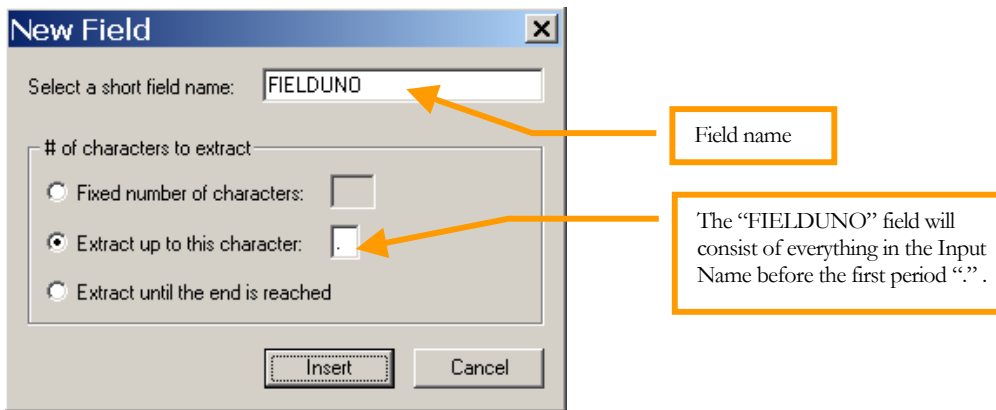 New Field
Select a short field name: FIELDUNO
Field name
# of characters to extract
Fixed number of characters:
Extract up to this character: .
The “FIELDUNO” field will
consist of everything in the Input
Name before the first period “.” .
Extract until the end is reached
Insert Cancel